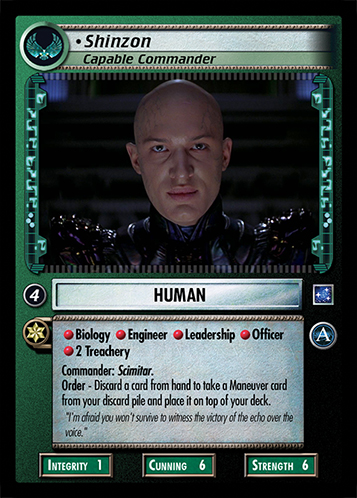 • Shinzon
Capable Commander
4
HUMAN
• Biology • Engineer • Leadership • Officer
• 2 Treachery
A
Commander: Scimitar.
Order - Discard a card from hand to take a Maneuver card
from your discard pile and place it on top of your deck.
"I'm afraid you won't survive to witness the victory of the echo over the
voice."
INTEGRITY 1
CUNNING 6
STRENGTH 6